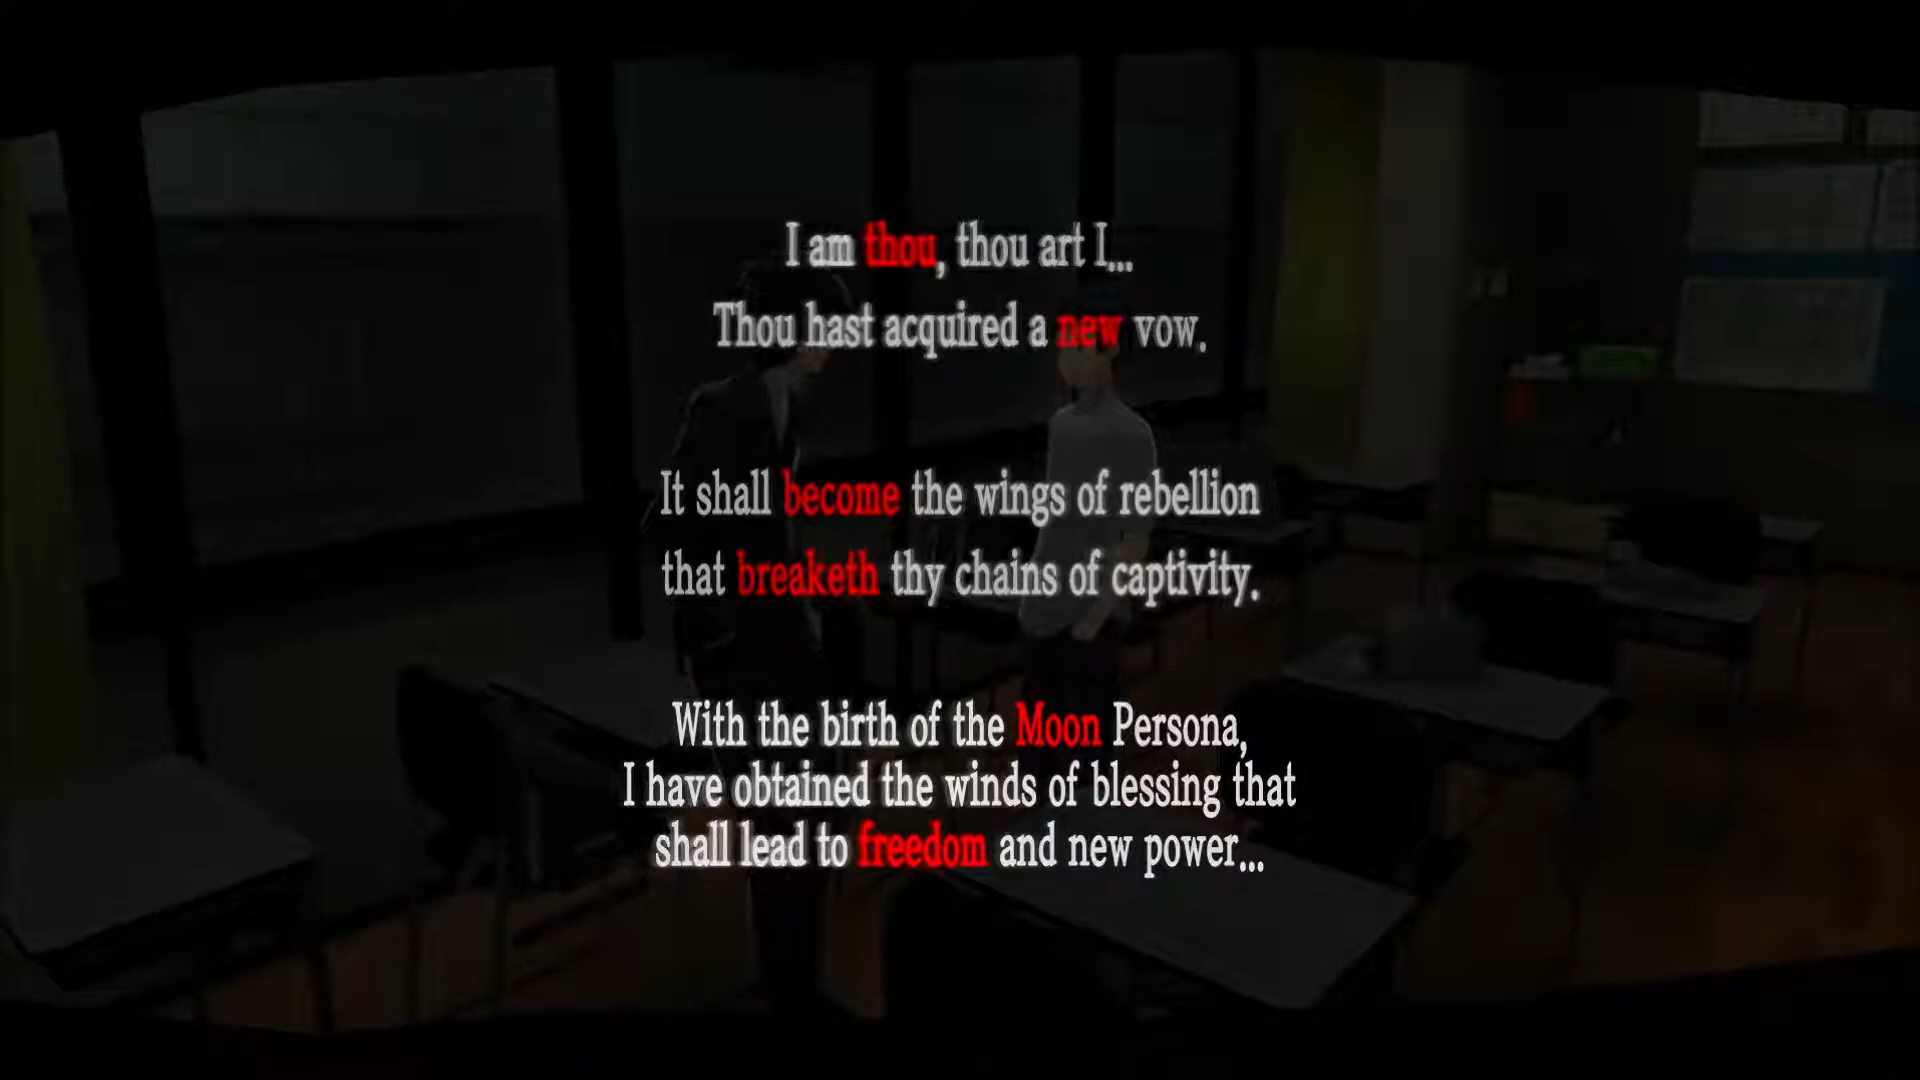 I am thou, thou art I...
Thou hast acquired a new vow.
It shall become the wings of rebellion
that breaketh thy chains of captivity.
With the birth of the Moon Persona,
I have obtained the winds of blessing that
shall lead to freedom and new power...